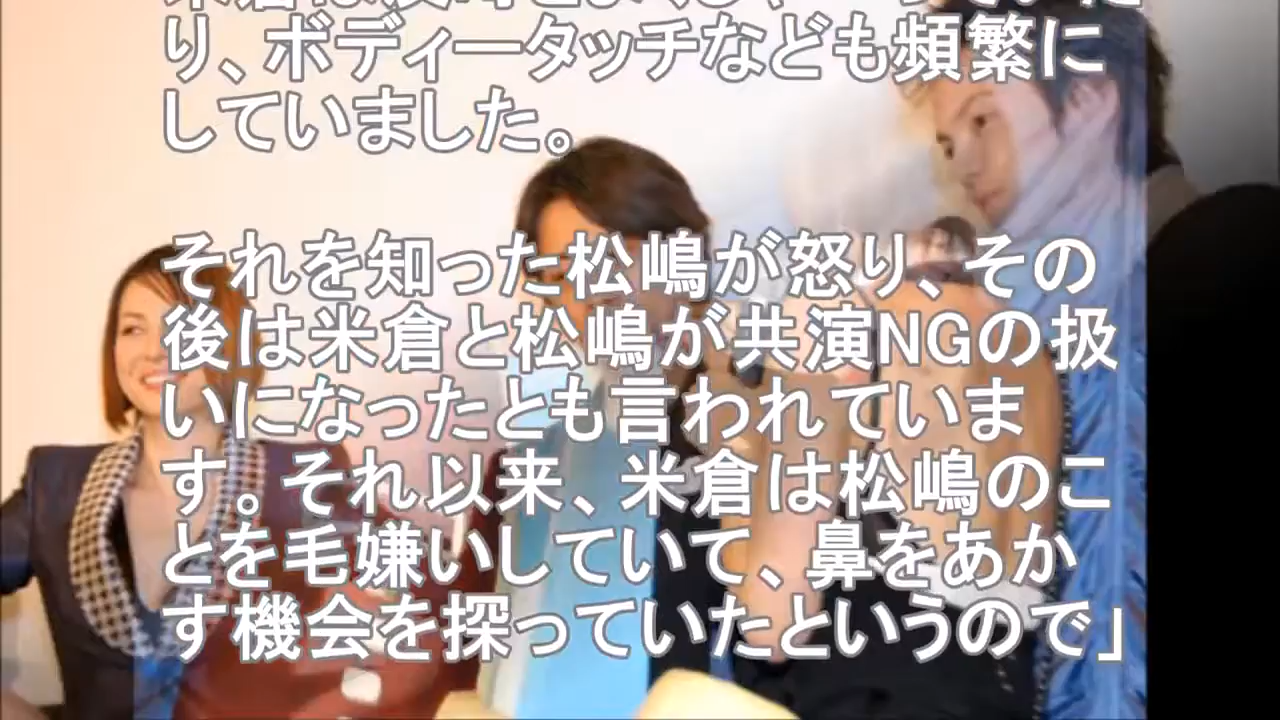 り、ボディータッチなども頻繁に
していました。
それを知った松嶋が怒り、その
後は米倉と松嶋が共演NGの扱
いになったとも言われていま
す。それ以来、米倉は松嶋のこ
とを毛嫌いしていて、鼻をあか
す機会を探っていたというので」